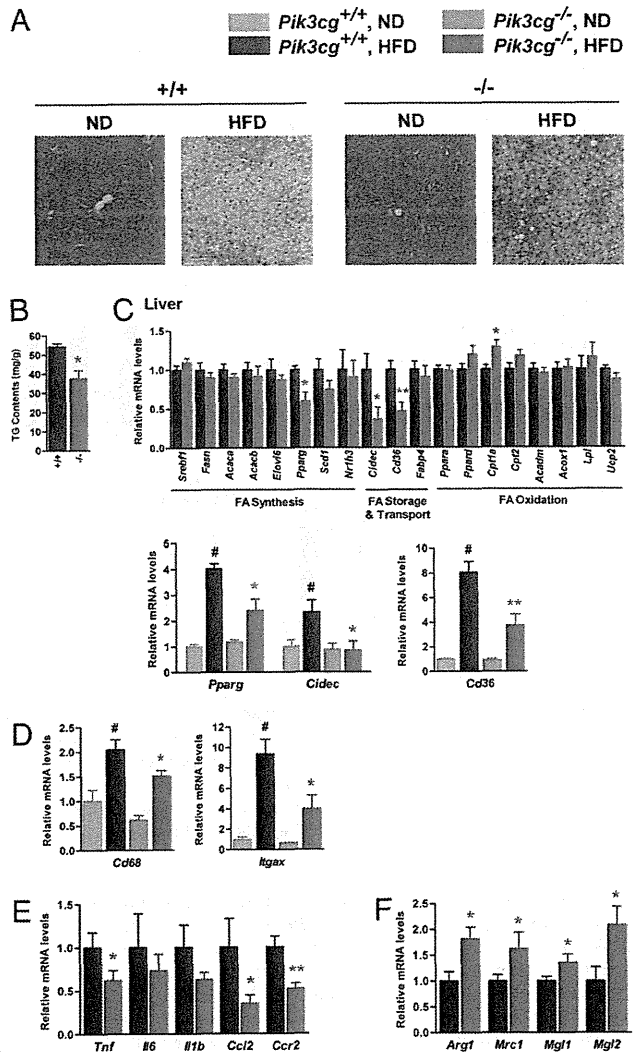 A
Pik3cg+/+, ND
Pik3cg-/-, ND
Pik3cg+/+, HFD
Pik3cg-/-, HFD
+/+
-/-
ND
HFD
ND
HFD
B
TG Contents (mg/g)
60
50
40
30
20
10
0
*
+/+
-/-
C
Liver
Relative mRNA levels
1.5
1.0
0.5
0.0
*
*
**
*
Srebf1
Fasn
Acaca
Acacb
Elovl6
Pparg
Scd1
Nr1h3
Cidec
Cd36
Fabp4
Ppara
Ppard
Cpt1a
Cpt2
Acadm
Acox1
Lpl
Ucp2
FA Synthesis
FA Storage & Transport
FA Oxidation
Relative mRNA levels
5
4
3
2
1
0
#
*
#
*
Pparg
Cidec
Relative mRNA levels
10
8
6
4
2
0
#
**
Cd36
D
Relative mRNA levels
2.5
2.0
1.5
1.0
0.5
0.0
#
*
Cd68
Relative mRNA levels
12
10
8
6
4
2
0
#
*
Itgax
E
Relative mRNA levels
1.5
1.0
0.5
0.0
*
*
**
Tnf
Il6
Il1b
Ccl2
Ccr2
F
Relative mRNA levels
2.5
2.0
1.5
1.0
0.5
0.0
*
*
*
*
Arg1
Mrc1
Mgl1
Mgl2